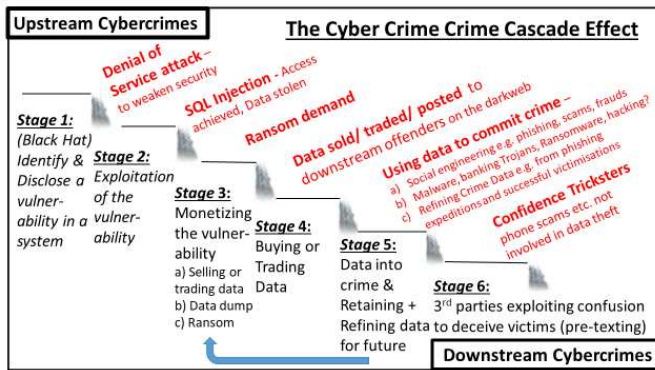 Upstream Cybercrimes
The Cyber Crime Crime Cascade Effect
Denial of
Service attack –
to weaken security
SQL Injection - Access
achieved, Data stolen
Ransom demand
Data sold/ traded/ posted to
downstream offenders on the darkweb
Using data to commit crime –
a) Social engineering e.g. phishing, scams, frauds
b) Malware, banking Trojans, Ransomware, hacking?
c) Refining Crime Data e.g. from phishing
expeditions and successful victimisations
Confidence Tricksters
phone scams etc. not
involved in data theft
Stage 1:
(Black Hat)
Identify &
Disclose a
vulner-
ability in a
system
Stage 2:
Exploitation
of the
vulner-
ability
Stage 3:
Monetizing
the vulner-
ability
a) Selling or
trading data
b) Data dump
c) Ransom
Stage 4:
Buying or
Trading
Data
Stage 5:
Data into
crime &
Retaining +
Refining data
for future
Stage 6:
3rd parties exploiting confusion
to deceive victims (pre-texting)
Downstream Cybercrimes